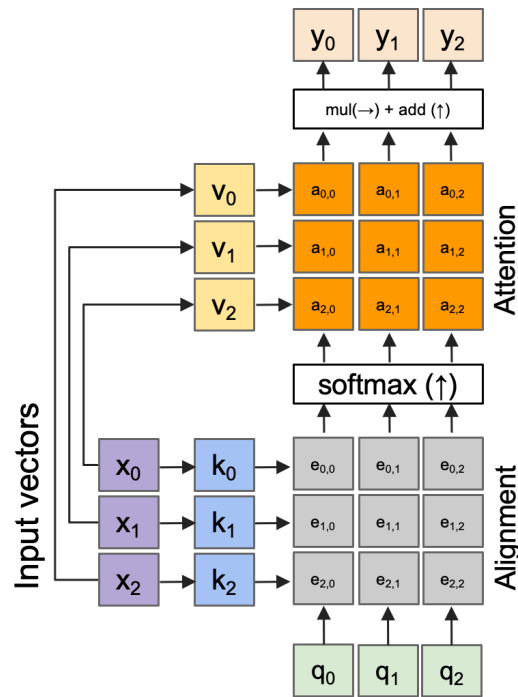 y0 y1 y2
mul(→) + add (↑)
v0 a0,0 a0,1 a0,2
v1 a1,0 a1,1 a1,2
v2 a2,0 a2,1 a2,2
Attention
softmax (↑)
Input vectors
x0 k0 e0,0 e0,1 e0,2
x1 k1 e1,0 e1,1 e1,2
x2 k2 e2,0 e2,1 e2,2
Alignment
q0 q1 q2